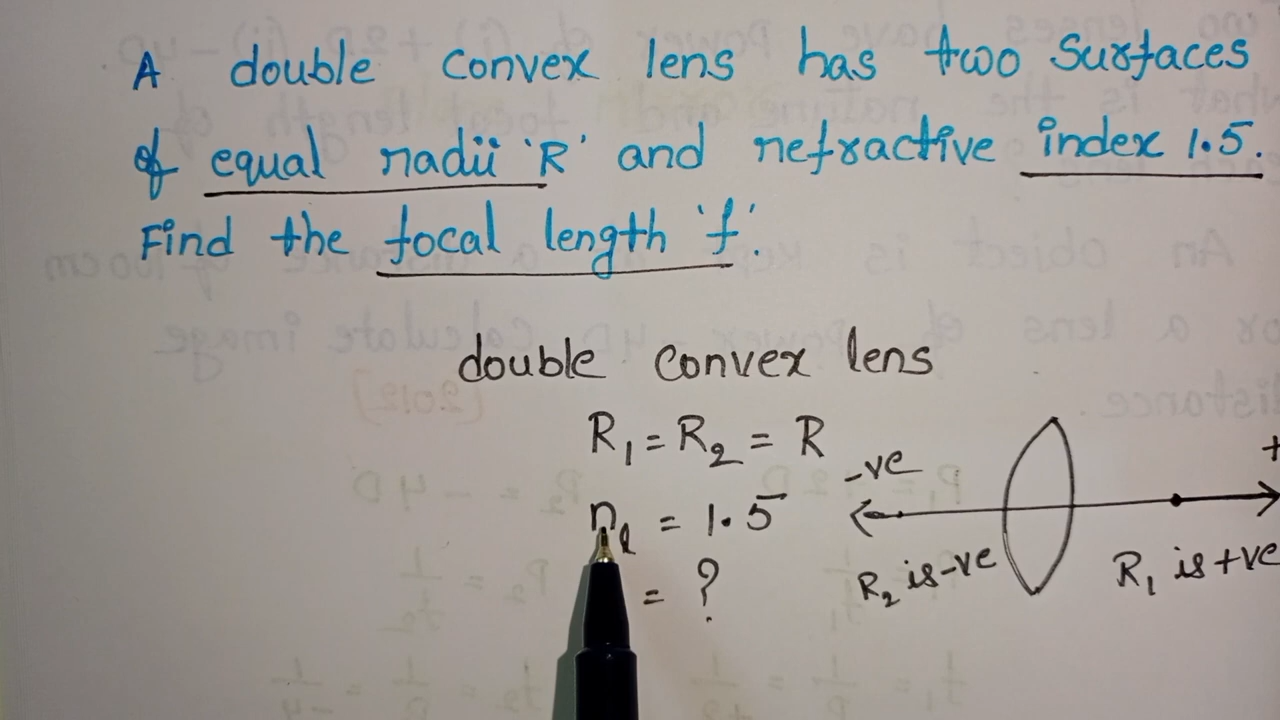 A double convex lens has two surfaces
of equal radii 'R' and refractive index 1.5.
Find the focal length 'f'.
double convex lens
R₁ = R₂ = R
nₗ = 1.5
= ?
-ve
+
R₂ is -ve
R₁ is +ve